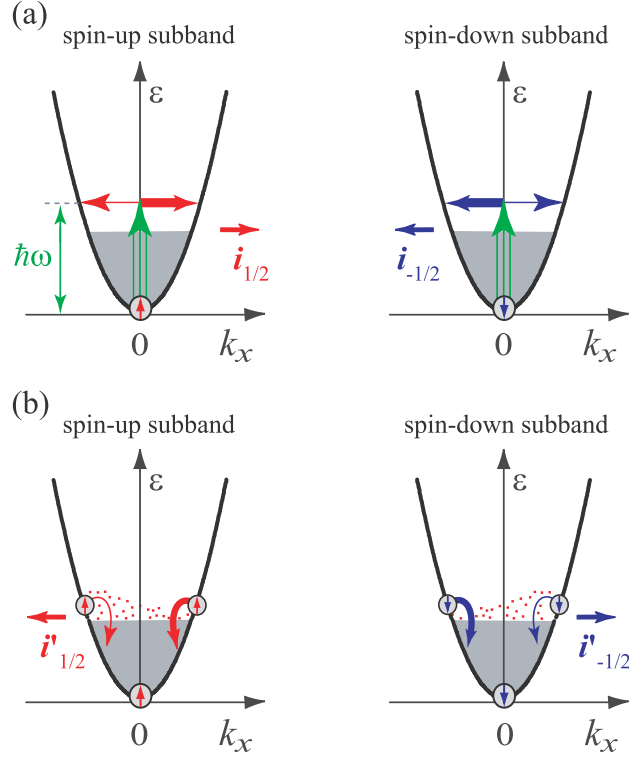 (a)
spin-up subband
spin-down subband
ε
ε
ħω
i1/2
i-1/2
0
kx
0
kx
(b)
spin-up subband
spin-down subband
ε
ε
i'1/2
i'-1/2
0
kx
0
kx